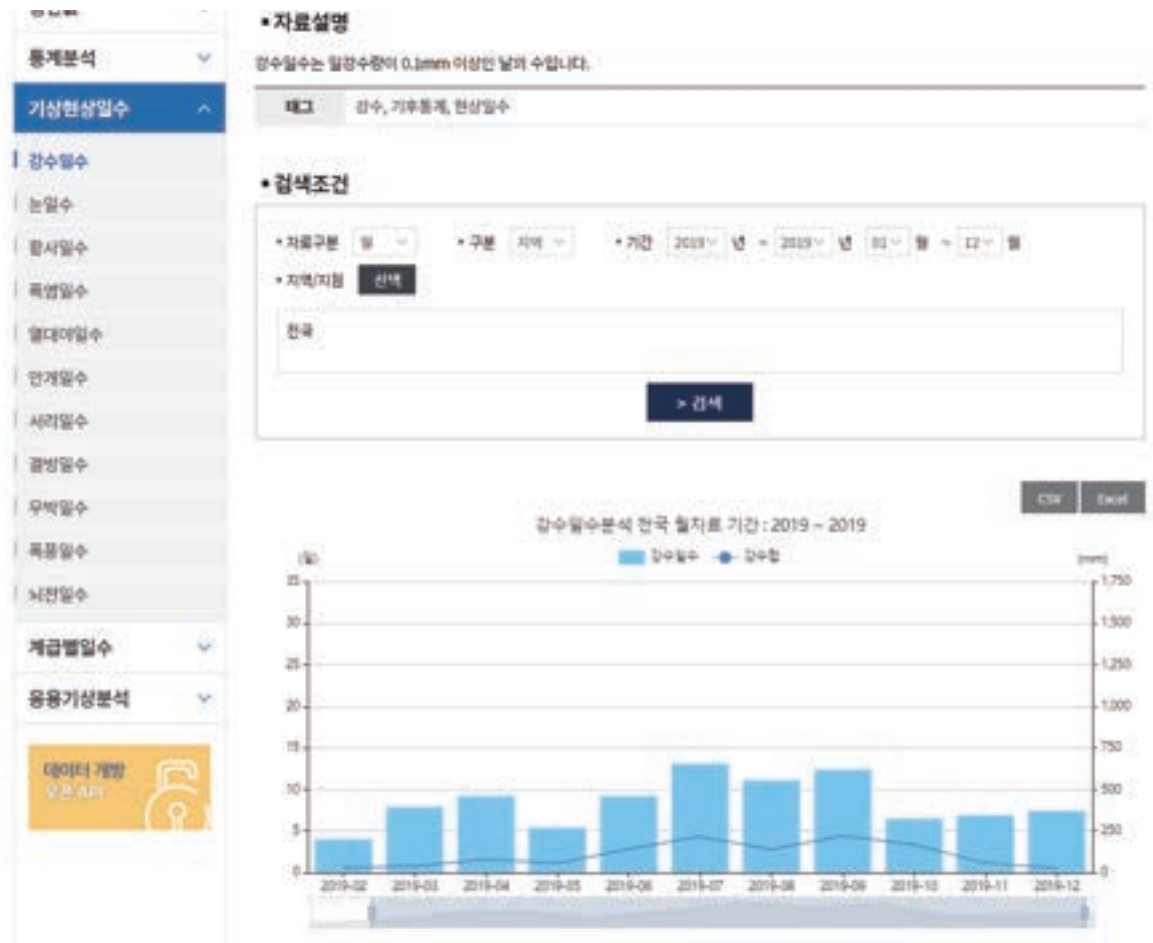 자료설명
통계분석
강수일수는 일강수량이 0.1mm 이상인 날의 수입니다.
기상현상일수
태그 강수, 기후통계, 현상일수
강수일수
눈일수
황사일수
폭염일수
열대야일수
안개일수
서리일수
결빙일수
우박일수
폭풍일수
뇌전일수
계급별일수
응용기상분석
데이터 개방
오픈 API
검색조건
자료구분 월 구분 지역 기간 2019 년 ~ 2019 년 01 월 ~ 12 월
지역/지점 선택
전국
> 검색
CSV Excel
강수일수분석 전국 월자료 기간 : 2019 ~ 2019
강수일수 강수합
(일) (mm)
35 1,750
30 1,500
25 1,250
20 1,000
15 750
10 500
5 250
0 0
2019-02 2019-03 2019-04 2019-05 2019-06 2019-07 2019-08 2019-09 2019-10 2019-11 2019-12